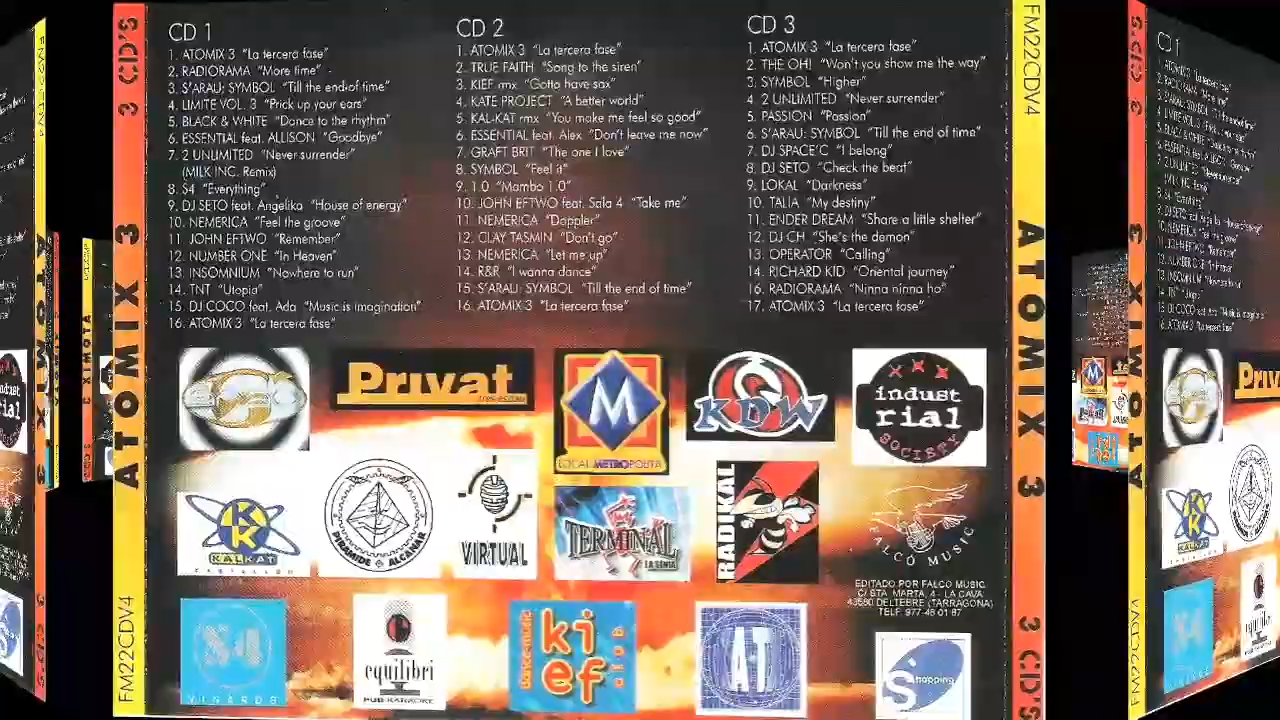 CD 1
1. ATOMIX 3 "La tercera fase"
2. RADIORAMA "More time"
3. S'ARAU: SYMBOL "Till the end of time"
4. LIMITE VOL. 3 "Prick up your ears"
5. BLACK & WHITE "Dance to the rhythm"
6. ESSENTIAL feat. ALLISON "Goodbye"
7. 2 UNLIMITED "Never surrender"
(MILK INC. Remix)
8. S4 "Everything"
9. DJ SETO feat. Angelika "House of energy"
10. NEMERICA "Feel the groove"
11. JOHN EFTWO "Remember"
12. NUMBER ONE "In Heaven"
13. INSOMNIUM "Nowhere to run"
14. TNT "Utopia"
15. DJ COCO feat. Ada "Music is imagination"
16. ATOMIX 3 "La tercera fase"
CD 2
1. ATOMIX 3 "La tercera fase"
2. TRUE FAITH "Song to the siren"
3. KIEF rmx "Gotta have sax"
4. KATE PROJECT "A better world"
5. KAL-KAT rmx "You make me feel so good"
6. ESSENTIAL feat. Alex "Don't leave me now"
7. GRAFT BRIT "The one I love"
8. SYMBOL "Feel it"
9. 1.0 "Mambo 1.0"
10. JOHN EFTWO feat. Sala 4 "Take me"
11. NEMERICA "Doppler"
12. CLAY TASMIN "Don't go"
13. NEMERICA "Let me up"
14. R&R "I wanna dance"
15. S'ARAU: SYMBOL "Till the end of time"
16. ATOMIX 3 "La tercera fase"
CD 3
1. ATOMIX 3 "La tercera fase"
2. THE OH! "Won't you show me the way"
3. SYMBOL "Higher"
4. 2 UNLIMITED "Never surrender"
5. PASSION "Passion"
6. S'ARAU: SYMBOL "Till the end of time"
7. DJ SPACE'C "I belong"
8. DJ SETO "Check the beat"
9. LOKAL "Darkness"
10. TALIA "My destiny"
11. ENDER DREAM "Share a little shelter"
12. DJ CH "She's the demon"
13. OPERATOR "Calling"
14. RICHARD KID "Oriental journey"
16. RADIORAMA "Ninna ninna ho"
17. ATOMIX 3 "La tercera fase"
3 CD'S
ATOMIX 3
FM22CDV4
FM22CDV4
ATOMIX 3
3 CD'S
Privat
tres-estilos
M
LOCAL METROPOLITA
KDW
indust
rial
SOCIETY
KK
KALKAT
CASTELLON
PIRAMIDE ALCANAR
VIRTUAL
TERMINAL
LA SENIA
RADIKAL
FALCO MUSIC
EDITADO POR FALCO MUSIC.
C/ STA. MARTA, 4 - LA CAVA
43580 DELTEBRE (TARRAGONA)
TELF. 977-48 01 87
S4
VINAROS
equilibri
PUB KARAOKE
dancemusic
kief
club
AT
Shopping